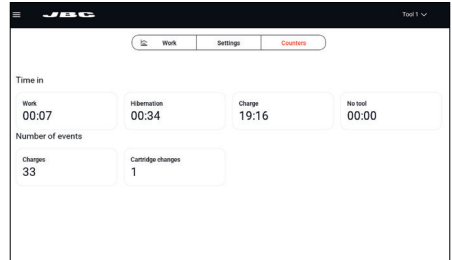 JBC
Tool 1
Work Settings Counters
Time in
Work Hibernation Charge No tool
00:07 00:34 19:16 00:00
Number of events
Charges Cartridge changes
33 1